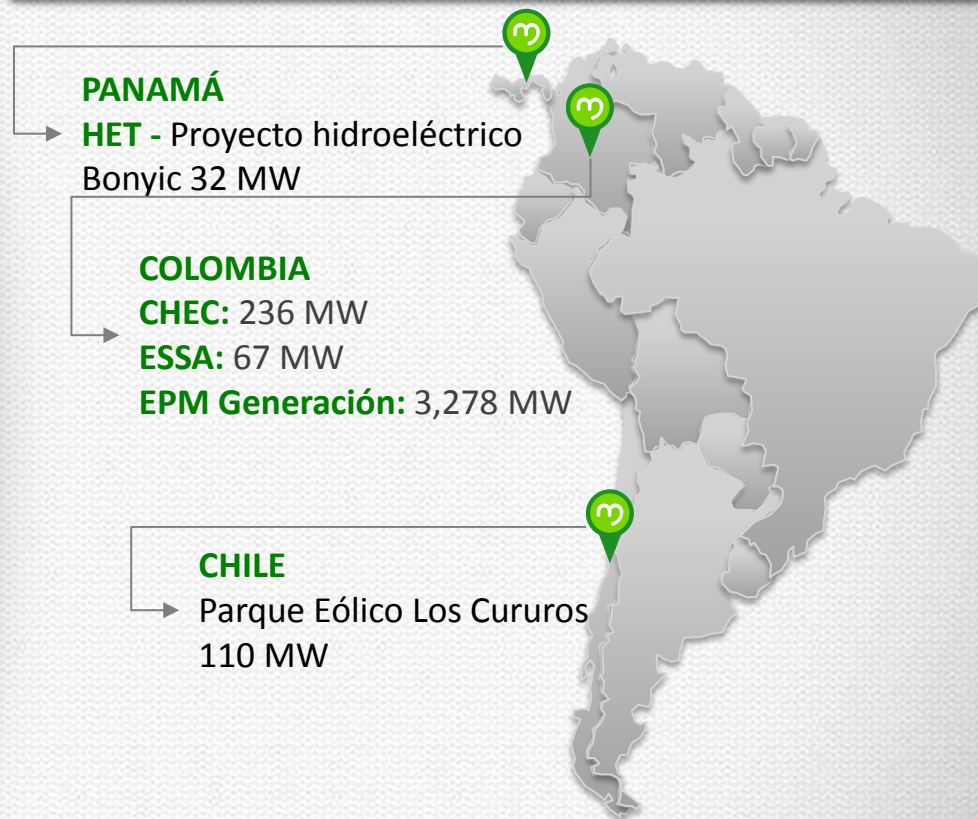 PANAMÁ
HET - Proyecto hidroeléctrico
Bonyic 32 MW
COLOMBIA
CHEC: 236 MW
ESSA: 67 MW
EPM Generación: 3,278 MW
CHILE
Parque Eólico Los Cururos
110 MW